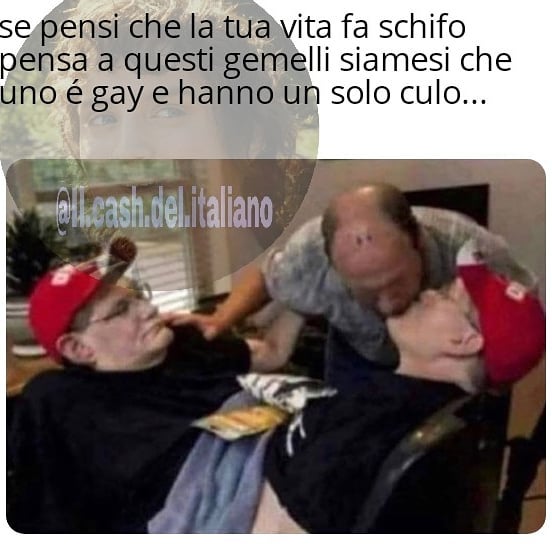 se pensi che la tua vita fa schifo
pensa a questi gemelli siamesi che
uno é gay e hanno un solo culo...
@Il.cash.del.italiano